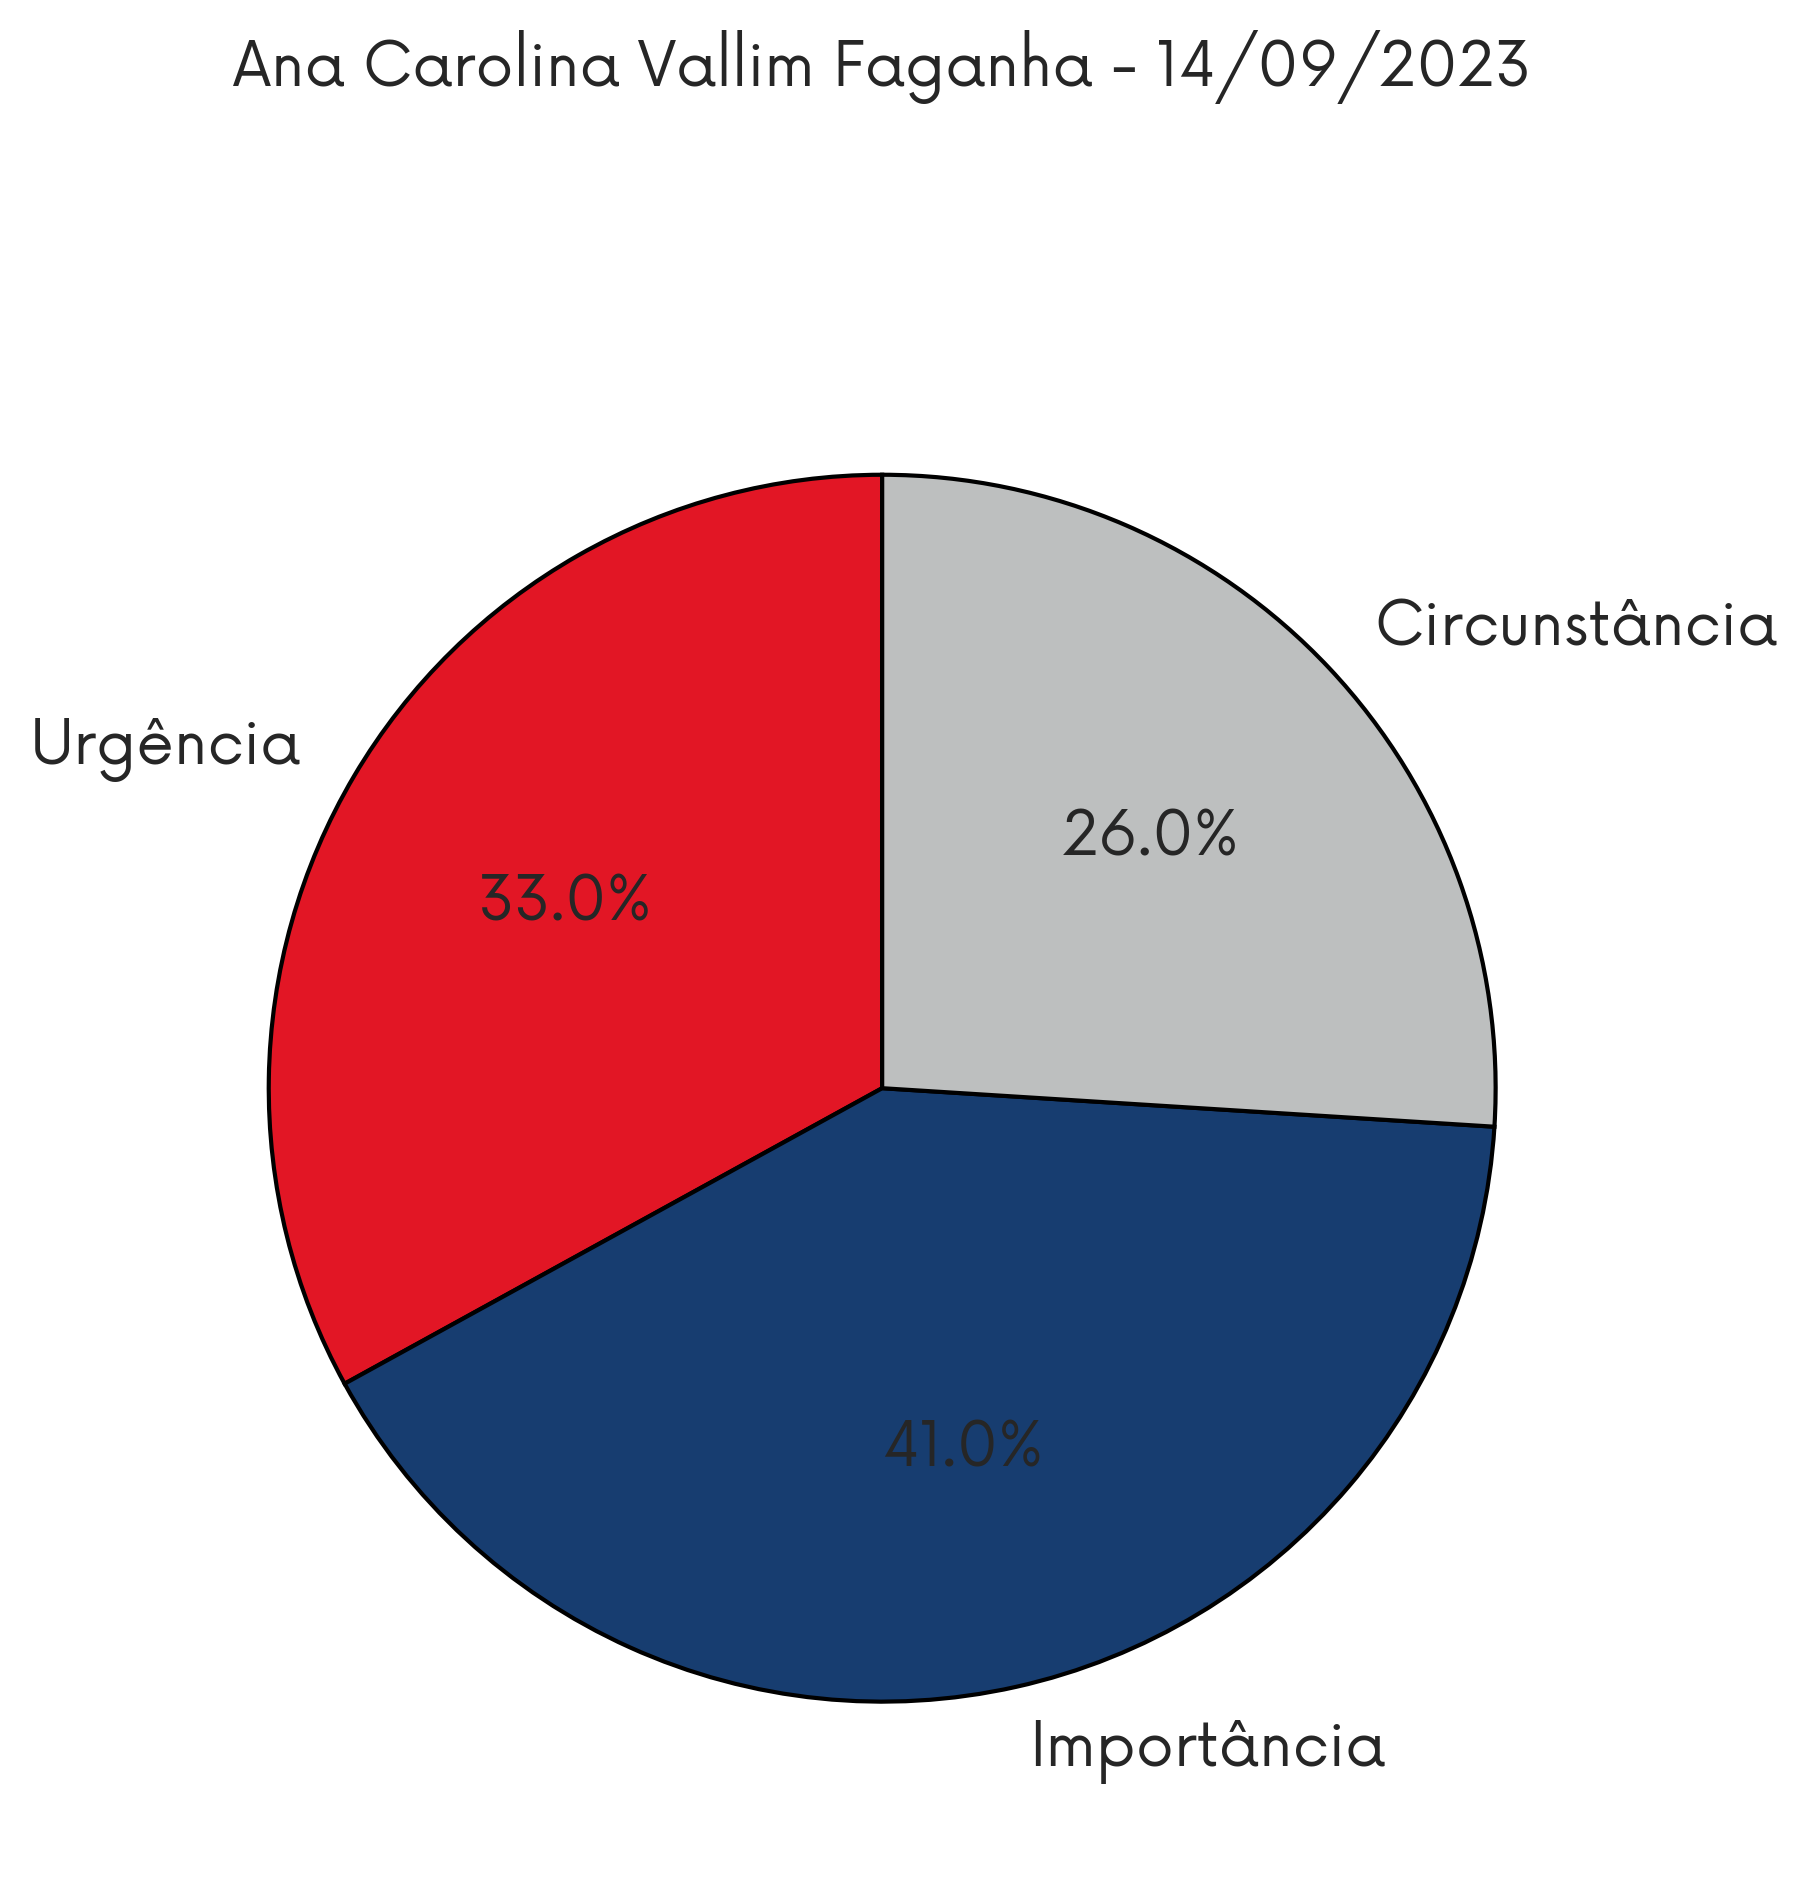 Ana Carolina Vallim Faganha - 14/09/2023
Circunstância
Urgência
26.0%
33.0%
41.0%
Importância